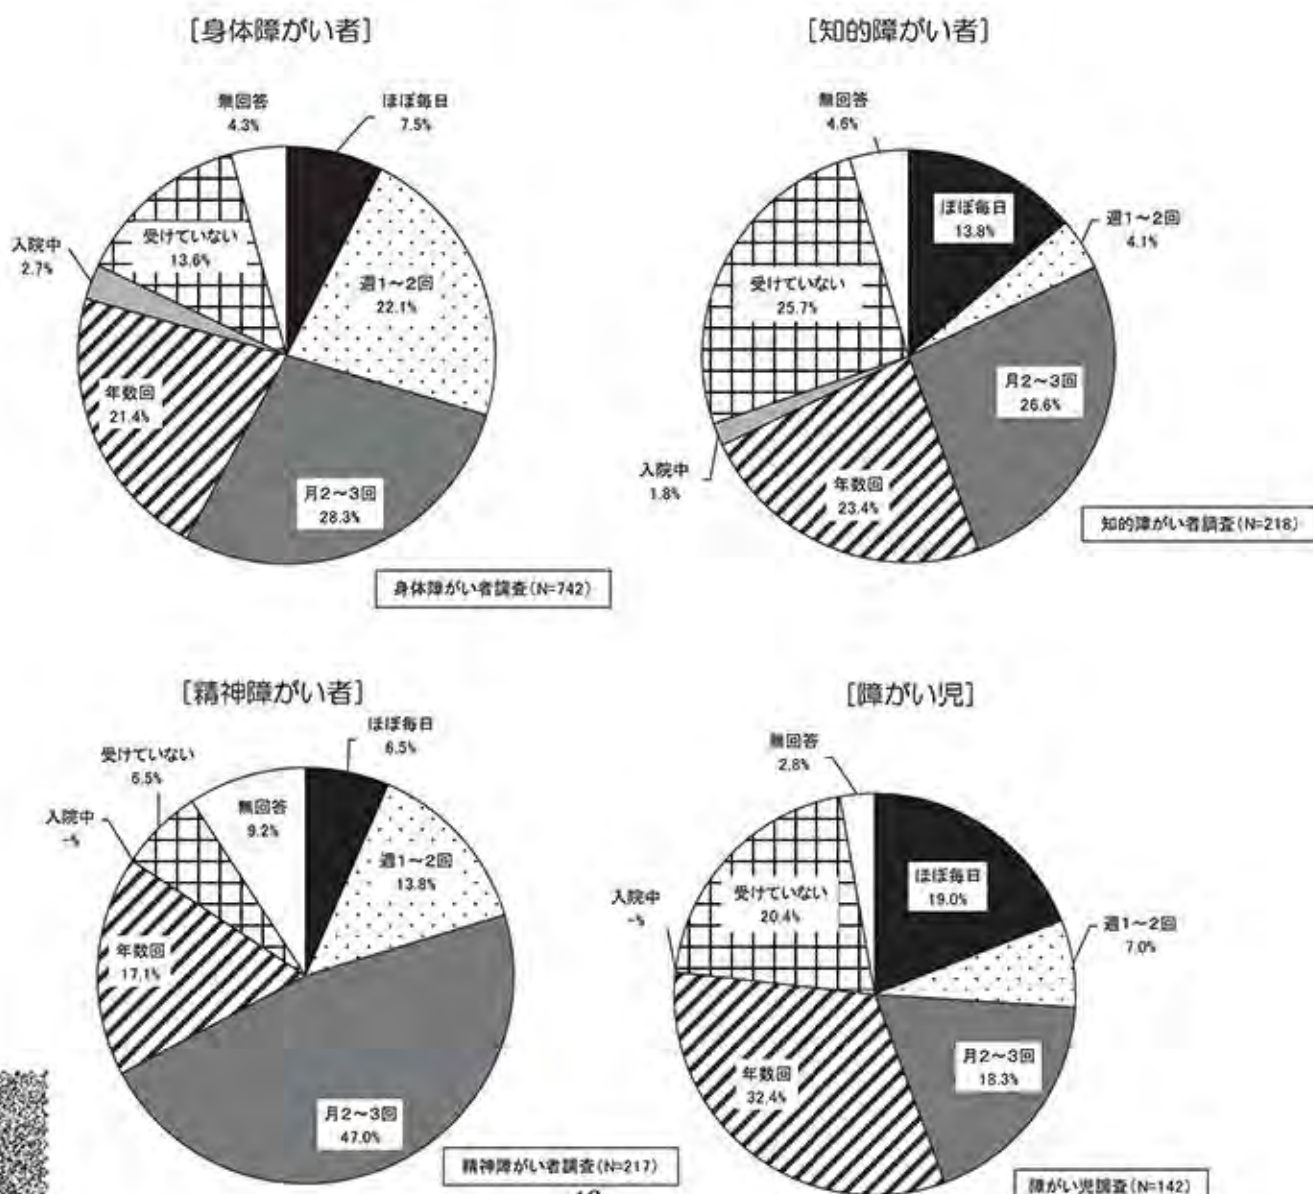 [身体障がい者]
無回答
4.3%
ほぼ毎日
7.5%
週1～2回
22.1%
月2～3回
28.3%
年数回
21.4%
入院中
2.7%
受けていない
13.6%
身体障がい者調査(N=742)
[知的障がい者]
無回答
4.6%
ほぼ毎日
13.8%
週1～2回
4.1%
月2～3回
26.6%
年数回
23.4%
入院中
1.8%
受けていない
25.7%
知的障がい者調査(N=218)
[精神障がい者]
ほぼ毎日
6.5%
週1～2回
13.8%
月2～3回
47.0%
年数回
17.1%
入院中
-%
受けていない
6.5%
無回答
9.2%
精神障がい者調査(N=217)
[障がい児]
無回答
2.8%
ほぼ毎日
19.0%
週1～2回
7.0%
月2～3回
18.3%
年数回
32.4%
入院中
-%
受けていない
20.4%
障がい児調査(N=142)